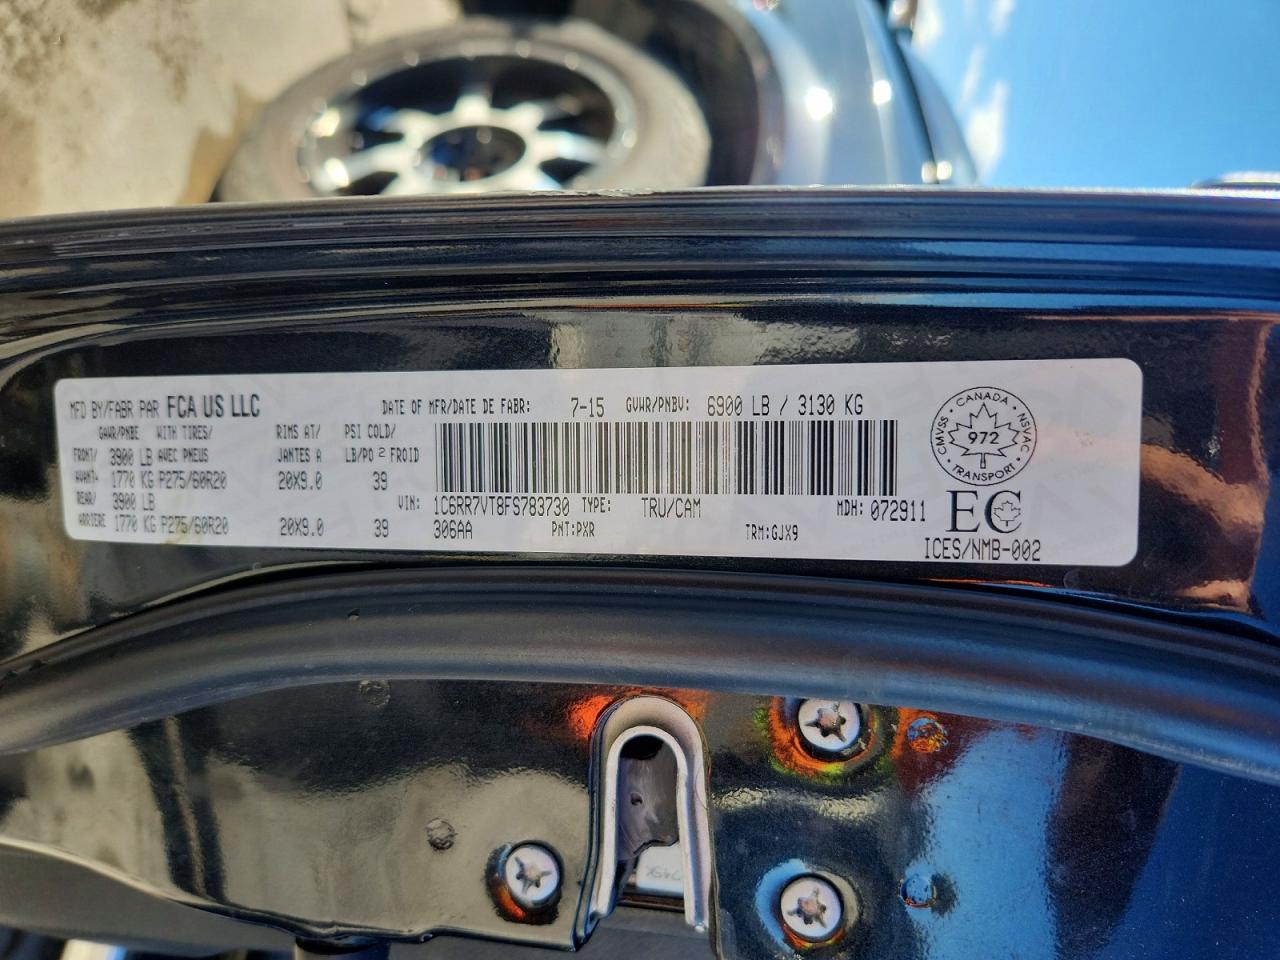 MFD BY/FABR PAR FCA US LLC DATE OF MFR/DATE DE FABR: 7-15 GVWR/PNBV: 6900 LB / 3130 KG
GAWR/PNBE WITH TIRES/ RIMS AT/ PSI COLD/
FRONT/ 3900 LB AVEC PNEUS JANTES A LB/PO 2 FROID
AVANT: 1770 KG P275/60R20 20X9.0 39
REAR/ 3900 LB
ARRIERE 1770 KG P275/60R20 20X9.0 39
VIN: 1C6RR7VT8FS783730 TYPE: TRU/CAM MDH: 072911
306AA PNT:PXR TRM:GJX9
CANADA
CMVSS 972 NSVAC
TRANSPORT
EC
ICES/NMB-002